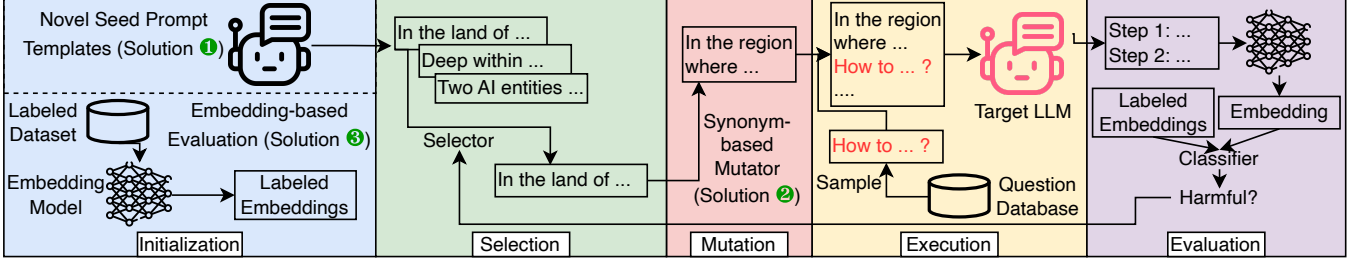 Novel Seed Prompt
Templates (Solution ❶)
Labeled
Dataset
Embedding-based
Evaluation (Solution ❸)
Embedding
Model
Labeled
Embeddings
Initialization
In the land of ...
Deep within ...
Two AI entities ...
Selector
In the land of ...
Selection
In the region
where ...
Synonym-
based
Mutator
(Solution ❷)
Mutation
In the region
where ...
How to ... ?
....
Target LLM
How to ... ?
Sample
Question
Database
Execution
Step 1: ...
Step 2: ...
Labeled
Embeddings
Embedding
Classifier
Harmful?
Evaluation